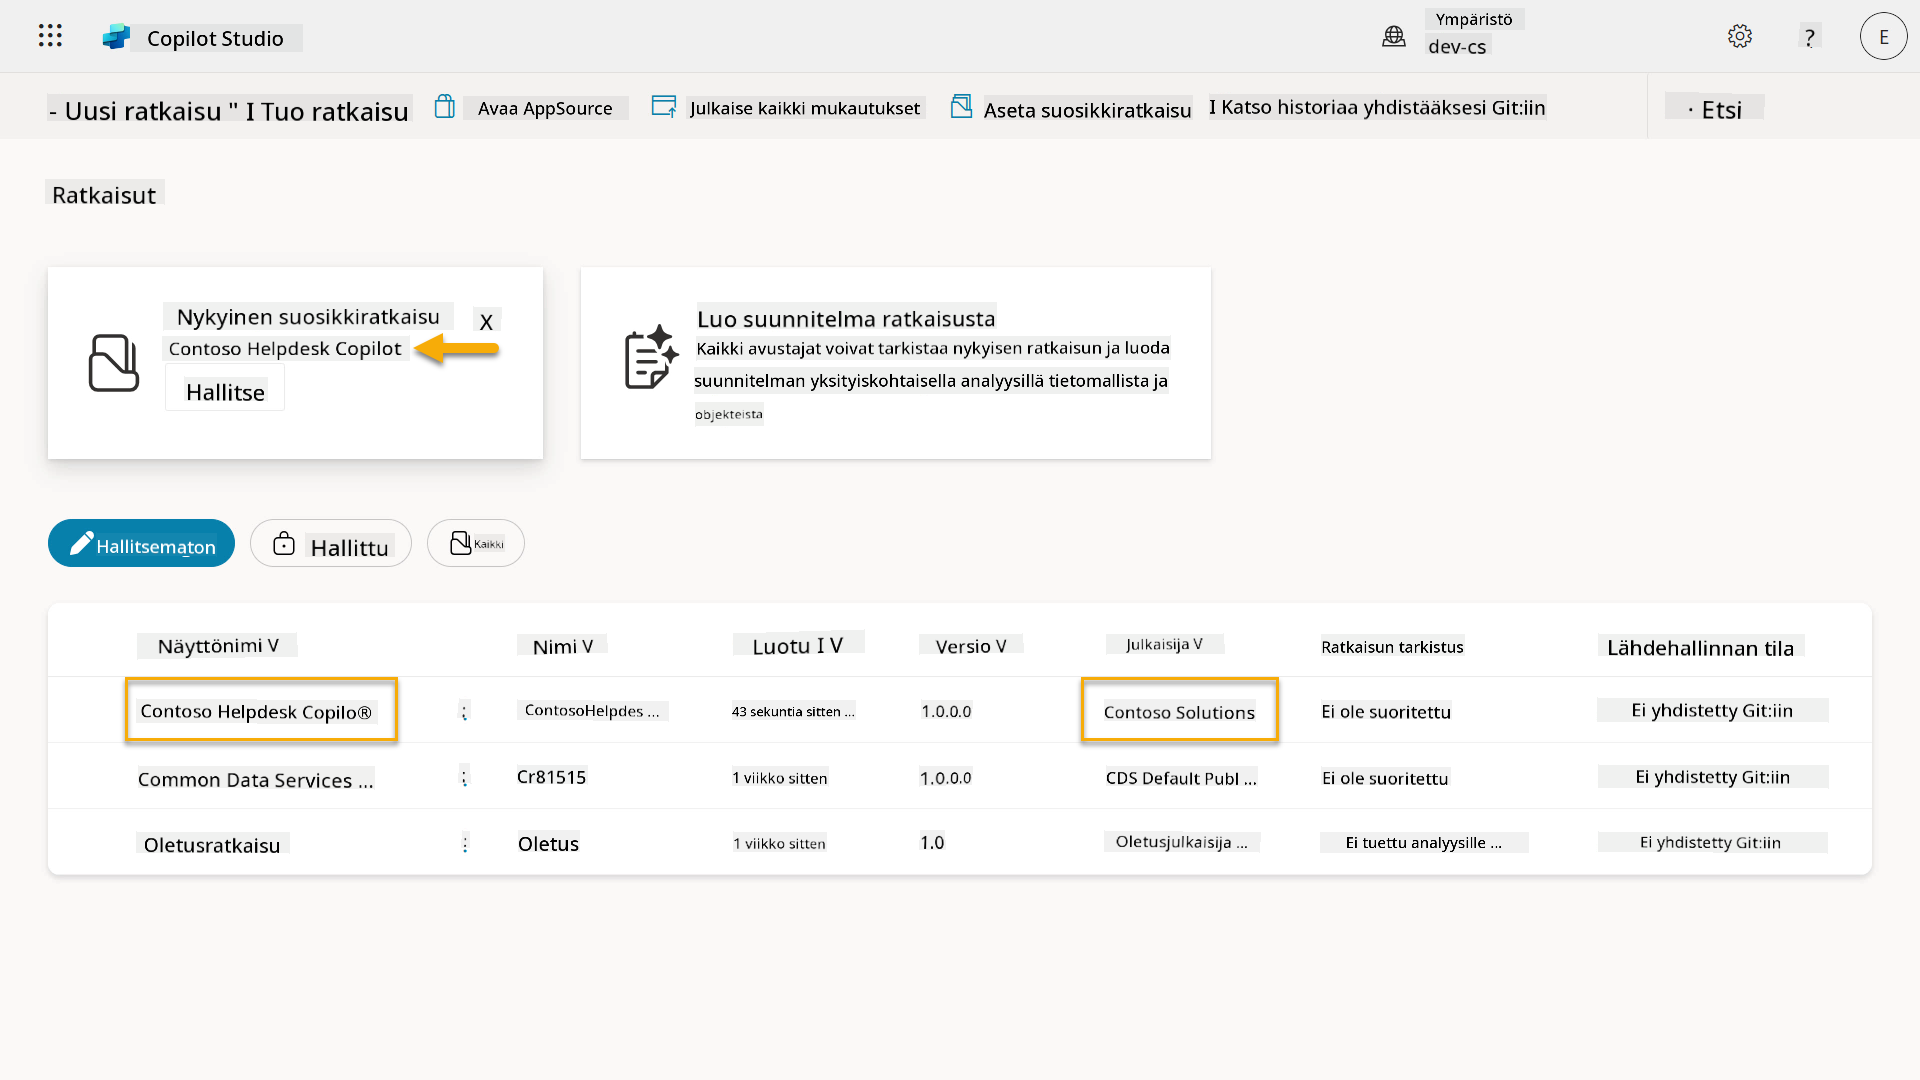 Copilot Studio
Ympäristö
dev-cs
?
E
- Uusi ratkaisu " I Tuo ratkaisu
Avaa AppSource
Julkaise kaikki mukautukset
Aseta suosikkiratkaisu
I Katso historiaa yhdistääksesi Git:iin
· Etsi
Ratkaisut
Nykyinen suosikkiratkaisu
X
Contoso Helpdesk Copilot
Hallitse
Luo suunnitelma ratkaisusta
Kaikki avustajat voivat tarkistaa nykyisen ratkaisun ja luoda
suunnitelman yksityiskohtaisella analyysillä tietomallista ja
objekteista
Hallitsematon
Hallittu
Kaikki
Näyttönimi V
Nimi V
Luotu I V
Versio V
Julkaisija V
Ratkaisun tarkistus
Lähdehallinnan tila
Contoso Helpdesk Copilo®
ContosoHelpdes ...
43 sekuntia sitten ...
1.0.0.0
Contoso Solutions
Ei ole suoritettu
Ei yhdistetty Git:iin
Common Data Services ...
Cr81515
1 viikko sitten
1.0.0.0
CDS Default Publ ...
Ei ole suoritettu
Ei yhdistetty Git:iin
Oletusratkaisu
Oletus
1 viikko sitten
1.0
Oletusjulkaisija ...
Ei tuettu analyysille ...
Ei yhdistetty Git:iin